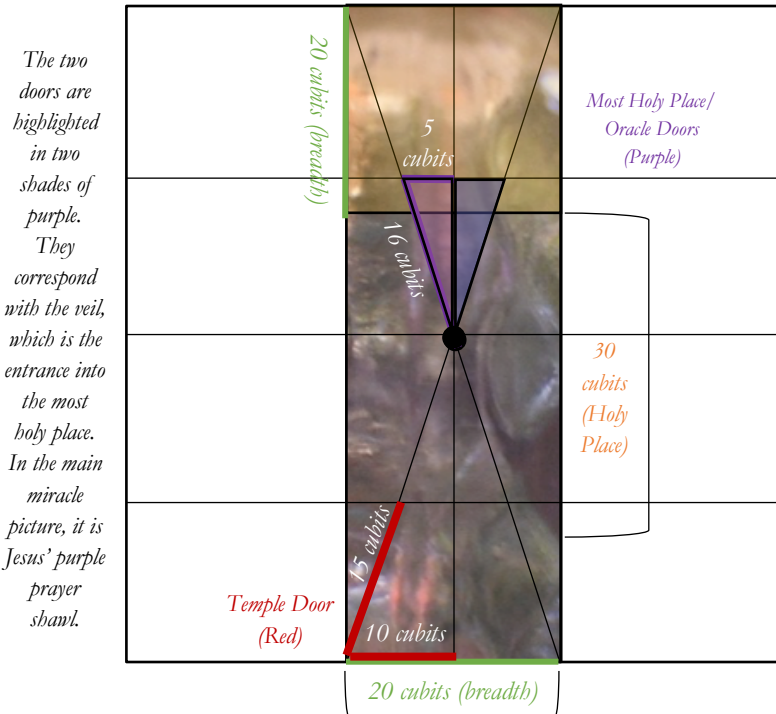 The two
doors are
highlighted
in two
shades of
purple.
They
correspond
with the veil,
which is the
entrance into
the most
holy place.
In the main
miracle
picture, it is
Jesus' purple
prayer
shawl.
20 cubits (breadth)
5
cubits
16 cubits
Most Holy Place/
Oracle Doors
(Purple)
30
cubits
(Holy
Place)
15 cubits
Temple Door
(Red)
10 cubits
20 cubits (breadth)